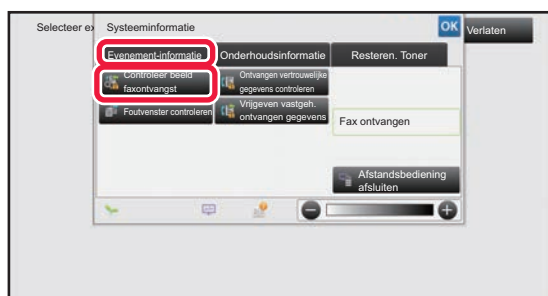 Selecteer ex
Systeeminformatie
OK
Verlaten
Evenement-informatie
Onderhoudsinformatie
Resteren. Toner
Controleer beeld
faxontvangst
Ontvangen vertrouwelijke
gegevens controleren
Foutvenster controleren
Vrijgeven vastgeh.
ontvangen gegevens
Fax ontvangen
Afstandsbediening
afsluiten